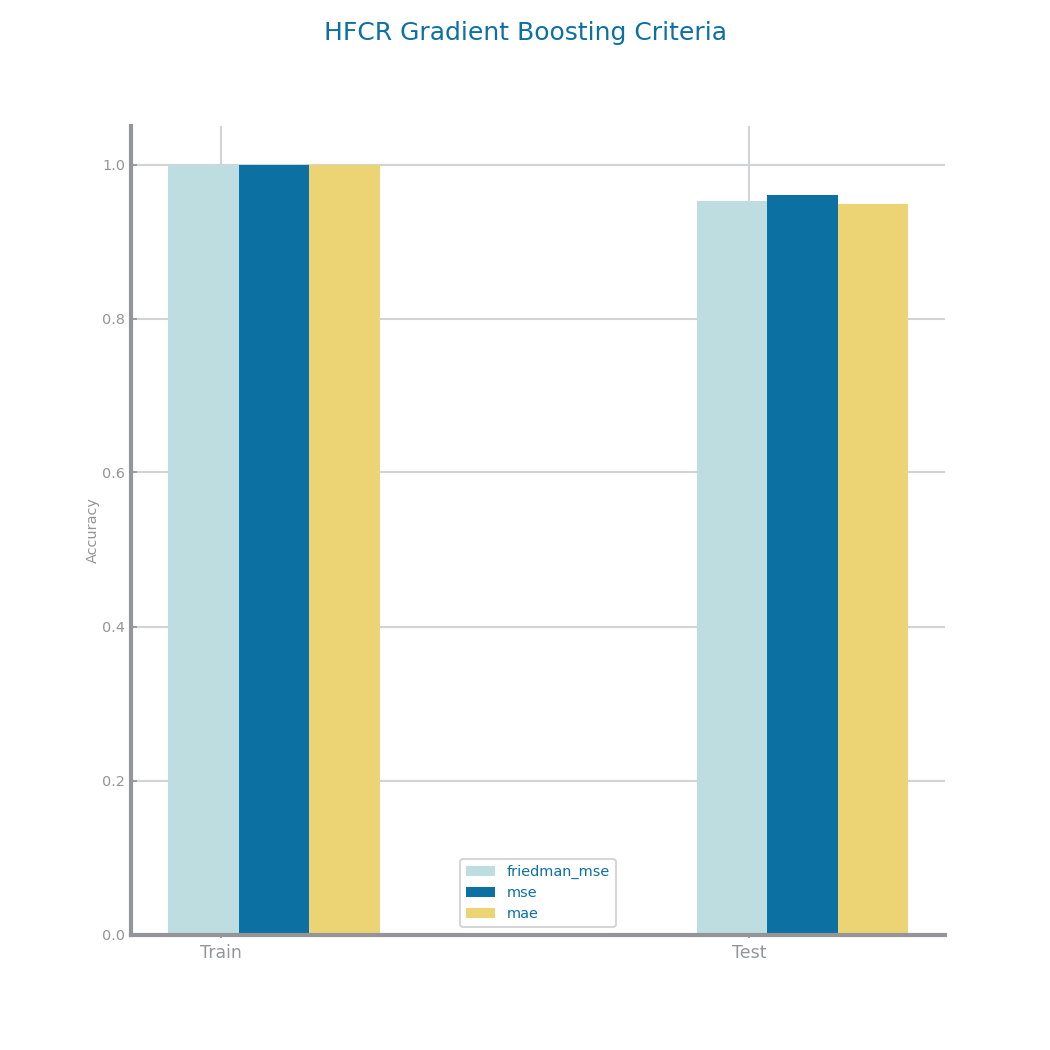 HFCR Gradient Boosting Criteria
1.0
0.8
0.6
0.4
0.2
0.0
Accuracy
Train
Test
friedman_mse
mse
mae